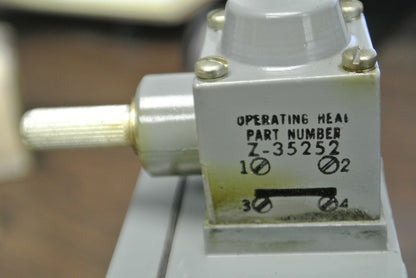 OPERATING HEAD
PART NUMBER
Z-35252
1 2
3 4